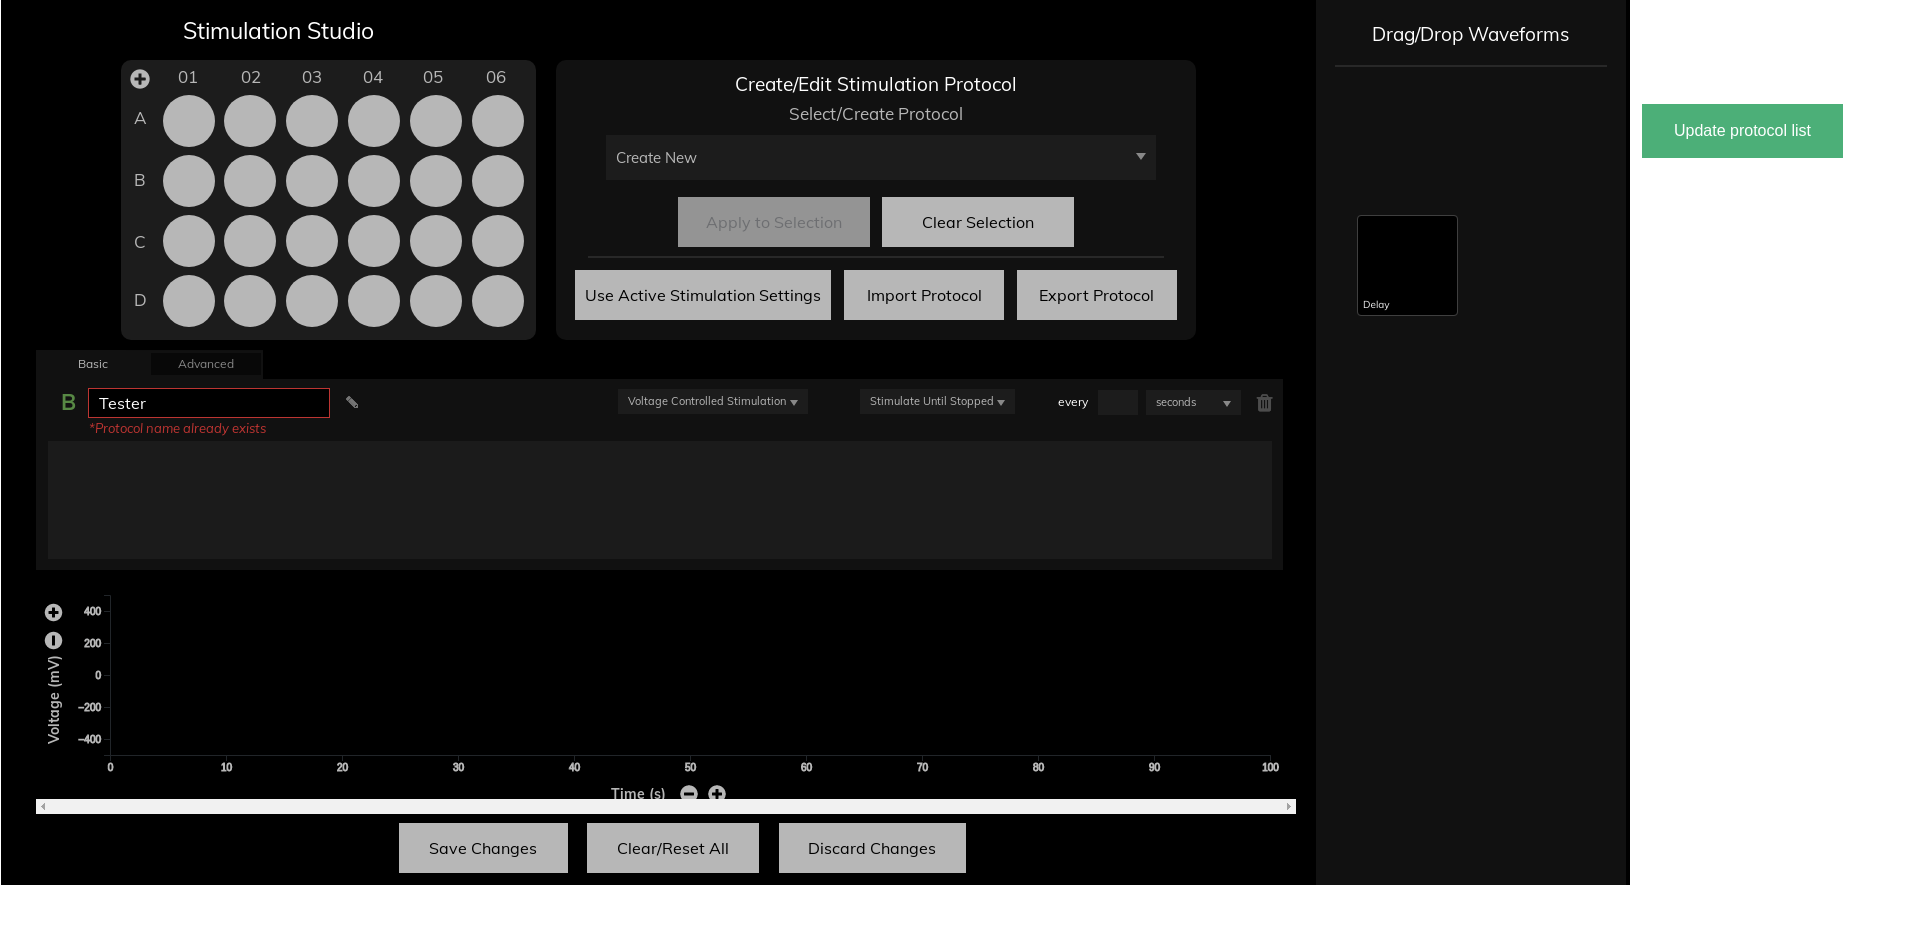 Stimulation Studio
01 02 03 04 05 06
A
B
C
D
Create/Edit Stimulation Protocol
Select/Create Protocol
Create New
Apply to Selection Clear Selection
Use Active Stimulation Settings Import Protocol Export Protocol
Drag/Drop Waveforms
Delay
Update protocol list
Basic Advanced
B Tester Voltage Controlled Stimulation Stimulate Until Stopped every seconds
*Protocol name already exists
Voltage (mV)
400
200
0
−200
−400
0 10 20 30 40 50 60 70 80 90 100
Time (s)
Save Changes Clear/Reset All Discard Changes